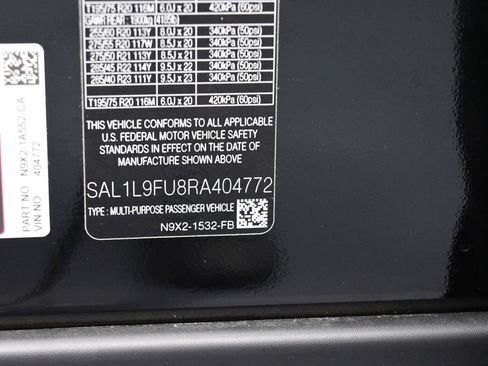 T195/75 R20 116M 6.0J x 20 420kPa (60psi)
GAWR REAR: 1900kg (4185lb)
255/60 R20 113Y 8.5J x 20 340kPa (50psi)
275/55 R20 117W 8.5J x 20 340kPa (50psi)
275/50 R21 113Y 8.5J x 21 340kPa (50psi)
285/45 R22 114Y 9.5J x 22 340kPa (50psi)
285/40 R23 111Y 9.5J x 23 340kPa (50psi)
T195/75 R20 116M 6.0J x 20 420kPa (60psi)
THIS VEHICLE CONFORMS TO ALL APPLICABLE
U.S. FEDERAL MOTOR VEHICLE SAFETY
STANDARDS IN EFFECT ON THE DATE OF
MANUFACTURE SHOWN ABOVE
SAL1L9FU8RA404772
TYPE : MULTI-PURPOSE PASSENGER VEHICLE
N9X2-1532-FB
PART NO N9X2-1A552-CA
VIN NO 404772